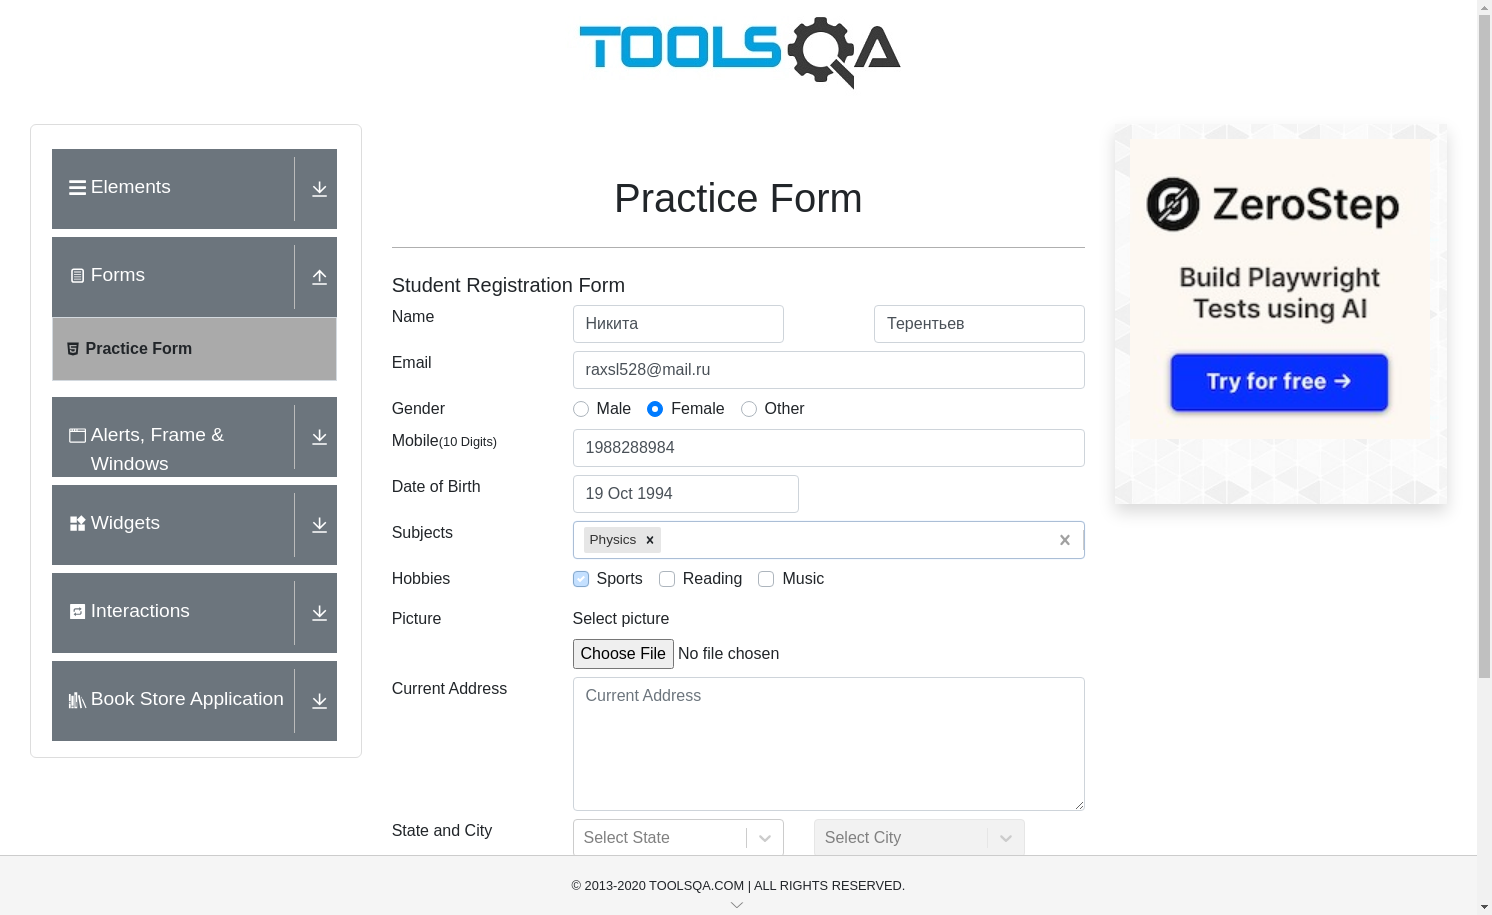 TOOLSQA
Elements
Forms
Practice Form
Alerts, Frame &
Windows
Widgets
Interactions
Book Store Application
Practice Form
Student Registration Form
Name
Никита
Терентьев
Email
raxsl528@mail.ru
Gender
Male
Female
Other
Mobile(10 Digits)
1988288984
Date of Birth
19 Oct 1994
Subjects
Physics
Hobbies
Sports
Reading
Music
Picture
Select picture
Choose File No file chosen
Current Address
Current Address
State and City
Select State
Select City
ZeroStep
Build Playwright
Tests using AI
Try for free →
© 2013-2020 TOOLSQA.COM | ALL RIGHTS RESERVED.